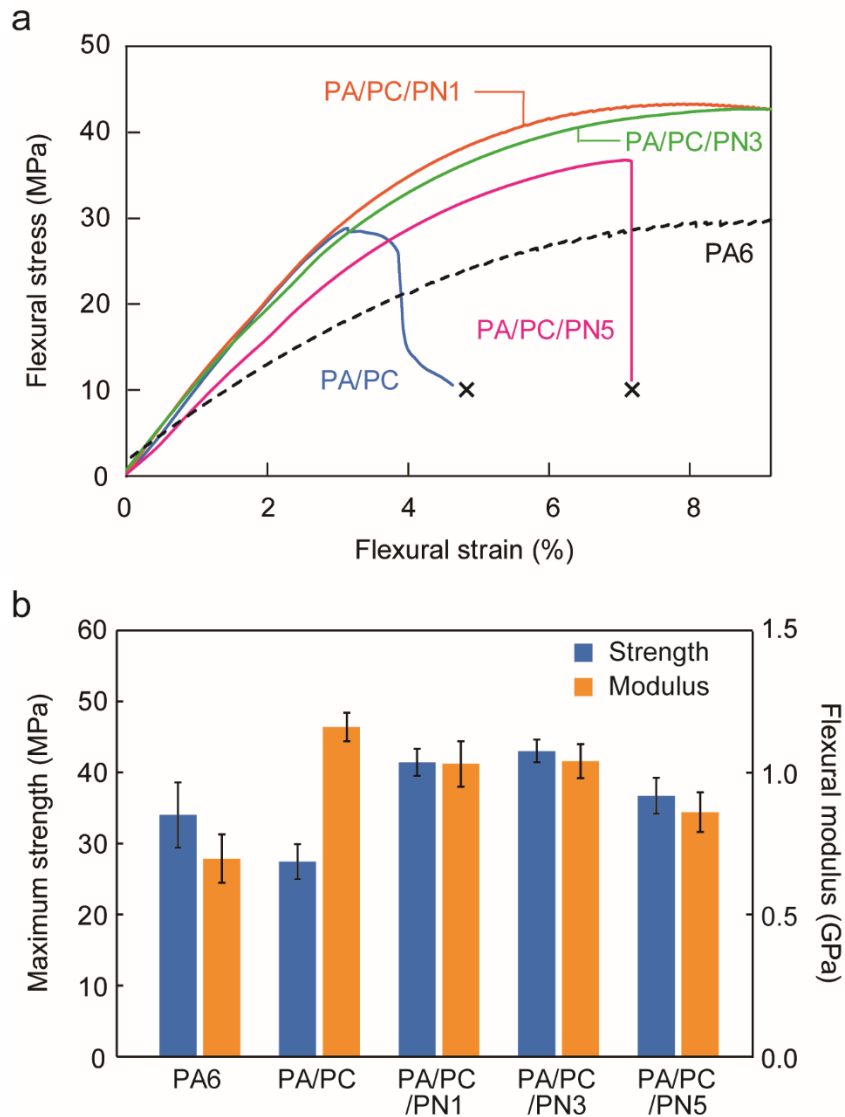 a
50
40
30
20
10
0
Flexural stress (MPa)
PA/PC/PN1
PA/PC/PN3
PA6
PA/PC/PN5
PA/PC
0 2 4 6 8
Flexural strain (%)
b
60
50
40
30
20
10
0
Maximum strength (MPa)
Strength
Modulus
1.5
1.0
0.5
0.0
Flexural modulus (GPa)
PA6 PA/PC PA/PC PA/PC PA/PC
/PN1 /PN3 /PN5